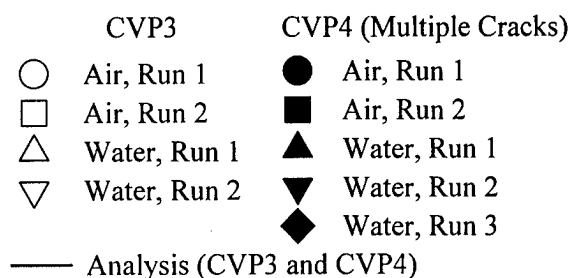 CVP3 CVP4 (Multiple Cracks)
Air, Run 1 Air, Run 1
Air, Run 2 Air, Run 2
Water, Run 1 Water, Run 1
Water, Run 2 Water, Run 2
Water, Run 3
Analysis (CVP3 and CVP4)